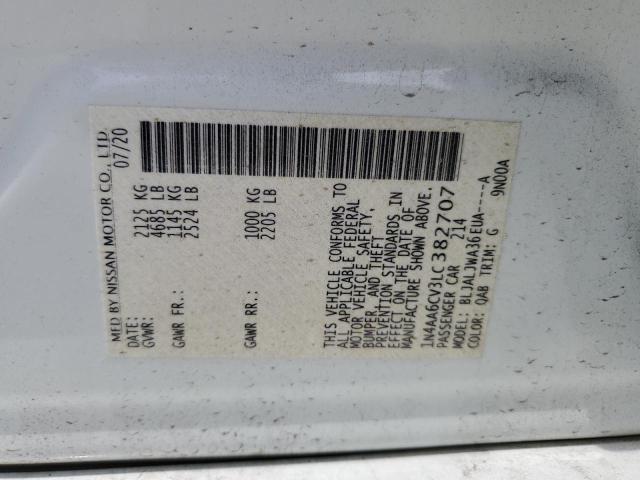 MFD BY NISSAN MOTOR CO., LTD.
DATE: 07/20
GVWR: 2125 KG
4685 LB
GAWR FR: 1145 KG
2524 LB
GAWR RR: 1000 KG
2205 LB
THIS VEHICLE CONFORMS TO
ALL APPLICABLE FEDERAL
MOTOR VEHICLE SAFETY,
BUMPER, AND THEFT
PREVENTION STANDARDS IN
EFFECT ON THE DATE OF
MANUFACTURE SHOWN ABOVE.
1N4AA6CV3LC382707
PASSENGER CAR 214
MODEL: BLJALJWA36EUA----A
COLOR: QAB TRIM: G 9N00A